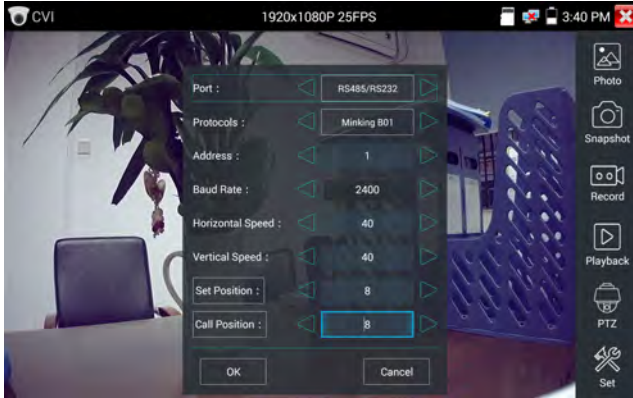 CVI 1920x1080P 25FPS 3:40 PM
Port : RS485/RS232
Protocols : Minking B01
Address : 1
Baud Rate : 2400
Horizontal Speed : 40
Vertical Speed : 40
Set Position : 8
Call Position : 8
OK Cancel
Photo
Snapshot
Record
Playback
PTZ
Set